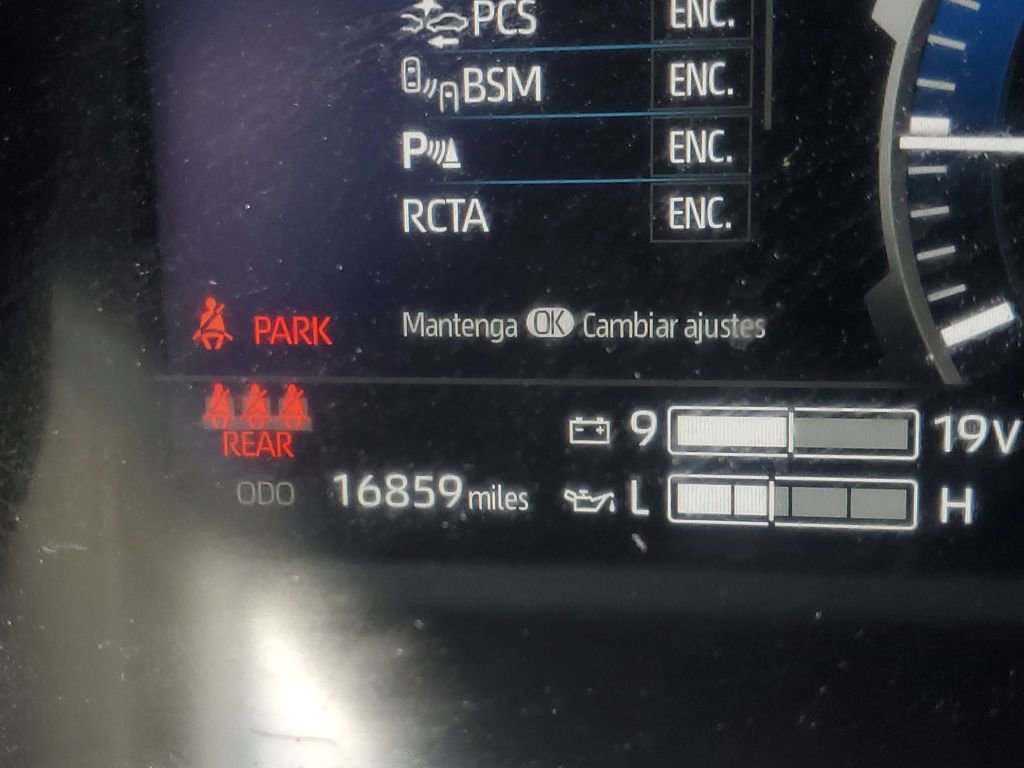 PCS ENC.
BSM ENC.
P ENC.
RCTA ENC.
PARK Mantenga OK Cambiar ajustes
REAR
9 19V
ODO 16859 miles L H